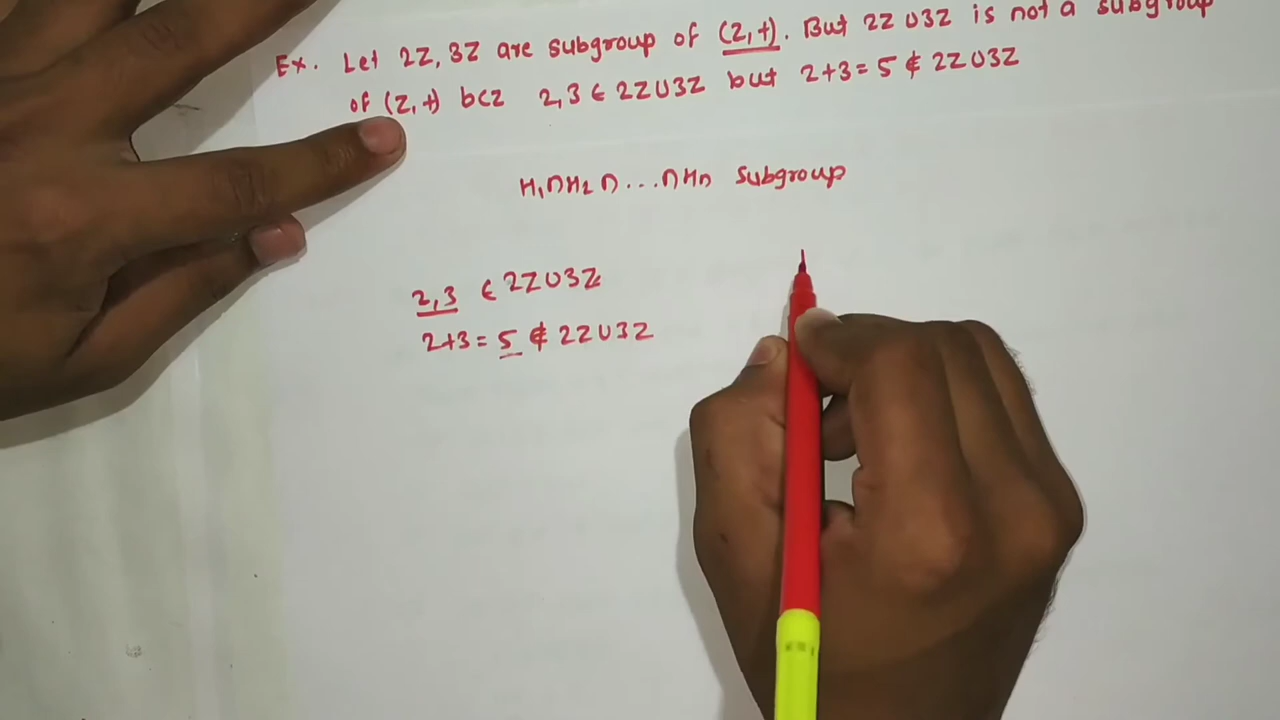 Ex. Let 2Z, 3Z are subgroup of (Z,+). But 2Z ∪ 3Z is not a subgroup
of (Z,+) bcz 2,3 ∈ 2Z∪3Z but 2+3=5 ∉ 2Z∪3Z
H₁∩H₂∩...∩Hn subgroup
2,3 ∈ 2Z∪3Z
2+3=5 ∉ 2Z∪3Z